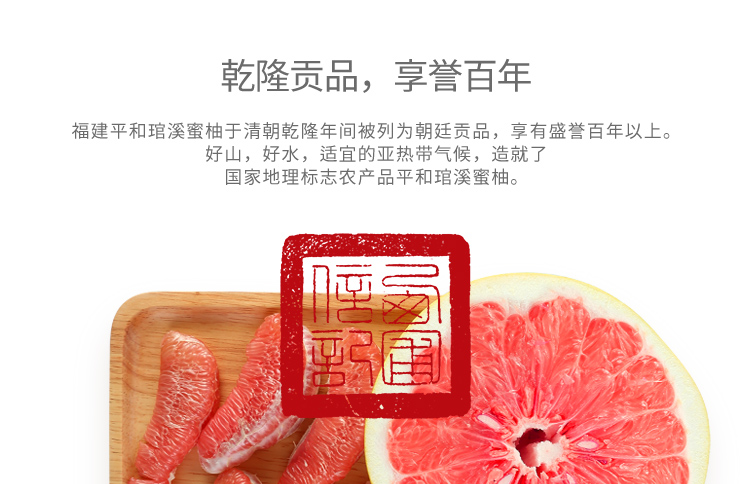 乾隆贡品，享誉百年
福建平和琯溪蜜柚于清朝乾隆年间被列为朝廷贡品，享有盛誉百年以上。
好山，好水，适宜的亚热带气候，造就了
国家地理标志农产品平和琯溪蜜柚。